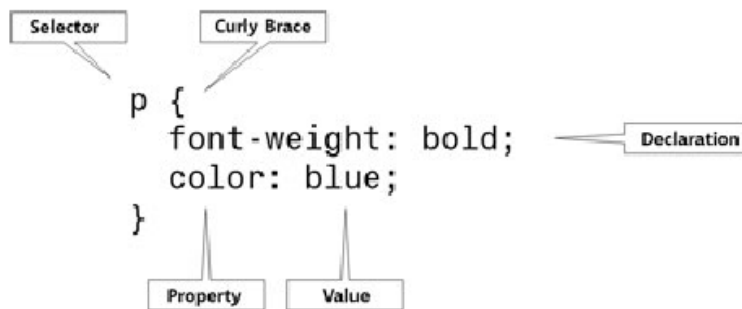 Selector
Curly Brace
p {
font-weight: bold;
Declaration
color: blue;
}
Property
Value